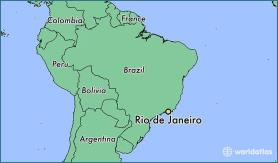 Colombia
France
Peru
Brazil
Bolivia
Rio de Janeiro
Argentina
worldatlas